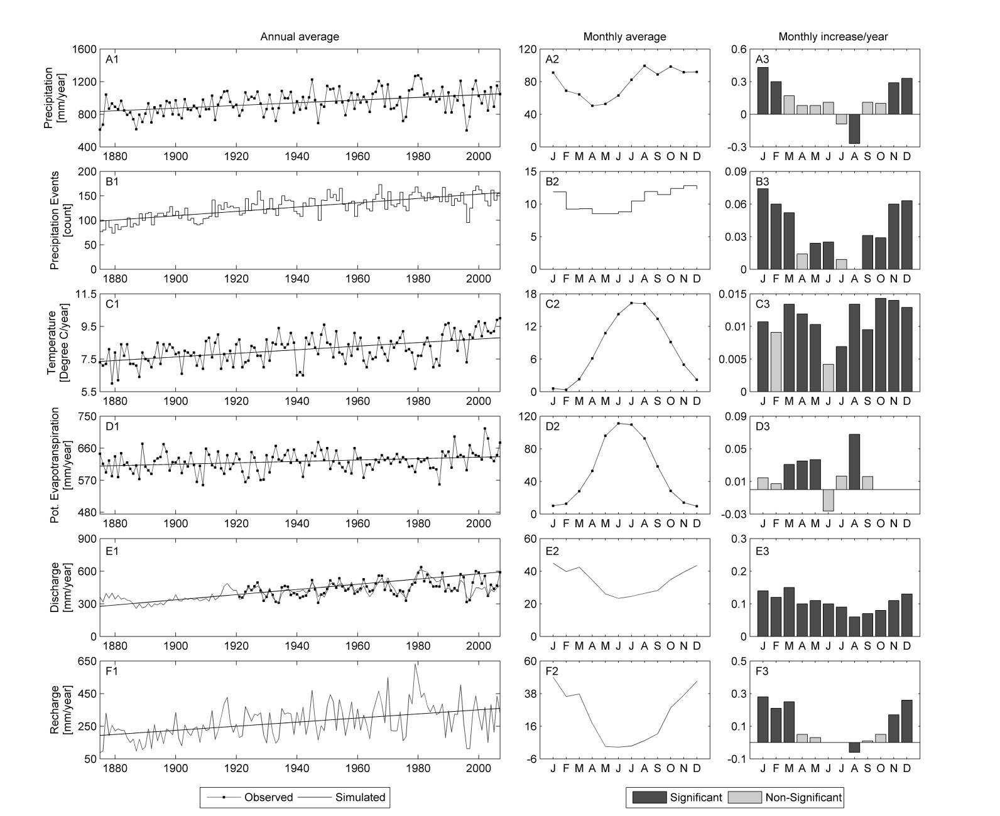 Annual average Monthly average Monthly increase/year
Precipitation
[mm/year]
1600
1200
800
400
A1
1880 1900 1920 1940 1960 1980 2000
120
80
40
0
A2
J F M A M J J A S O N D
0.6
0.3
0
-0.3
A3
J F M A M J J A S O N D
Precipitation Events
[count]
200
150
100
50
0
B1
1880 1900 1920 1940 1960 1980 2000
15
10
5
0
B2
J F M A M J J A S O N D
0.09
0.06
0.03
0
B3
J F M A M J J A S O N D
Temperature
[Degree C/year]
11.5
9.5
7.5
5.5
C1
1880 1900 1920 1940 1960 1980 2000
18
12
6
0
C2
J F M A M J J A S O N D
0.015
0.01
0.005
0
C3
J F M A M J J A S O N D
Pot. Evapotranspiration
[mm/year]
750
660
570
480
D1
1880 1900 1920 1940 1960 1980 2000
120
80
40
0
D2
J F M A M J J A S O N D
0.09
0.05
0.01
-0.03
D3
J F M A M J J A S O N D
Discharge
[mm/year]
900
600
300
0
E1
1880 1900 1920 1940 1960 1980 2000
60
40
20
0
E2
J F M A M J J A S O N D
0.3
0.2
0.1
0
E3
J F M A M J J A S O N D
Recharge
[mm/year]
650
450
250
50
F1
1880 1900 1920 1940 1960 1980 2000
60
38
16
-6
F2
J F M A M J J A S O N D
0.5
0.3
0.1
-0.1
F3
J F M A M J J A S O N D
Observed Simulated
Significant Non-Significant